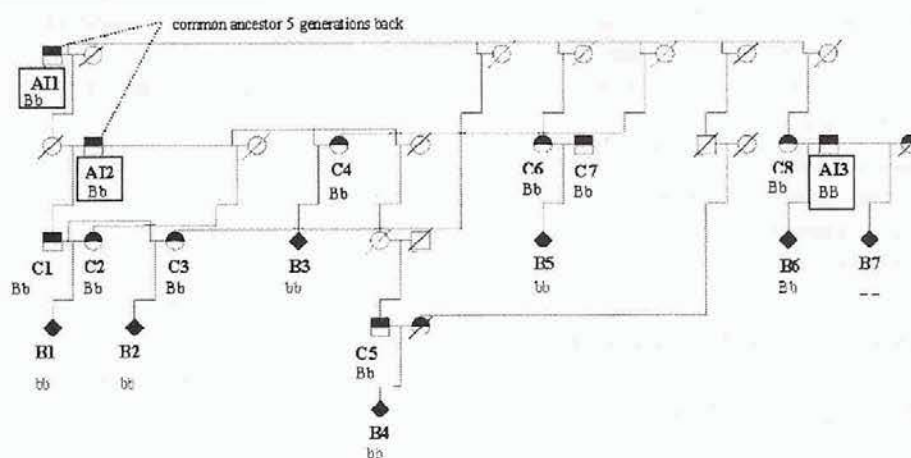 common ancestor 5 generations back
AI1
Bb
AI2
Bb
C4
Bb
C6
Bb
C7
Bb
C8
Bb
AI3
BB
C1
Bb
C2
Bb
C3
Bb
B3
bb
B5
bb
B6
Bb
B7
--
B1
bb
B2
bb
C5
Bb
B4
bb